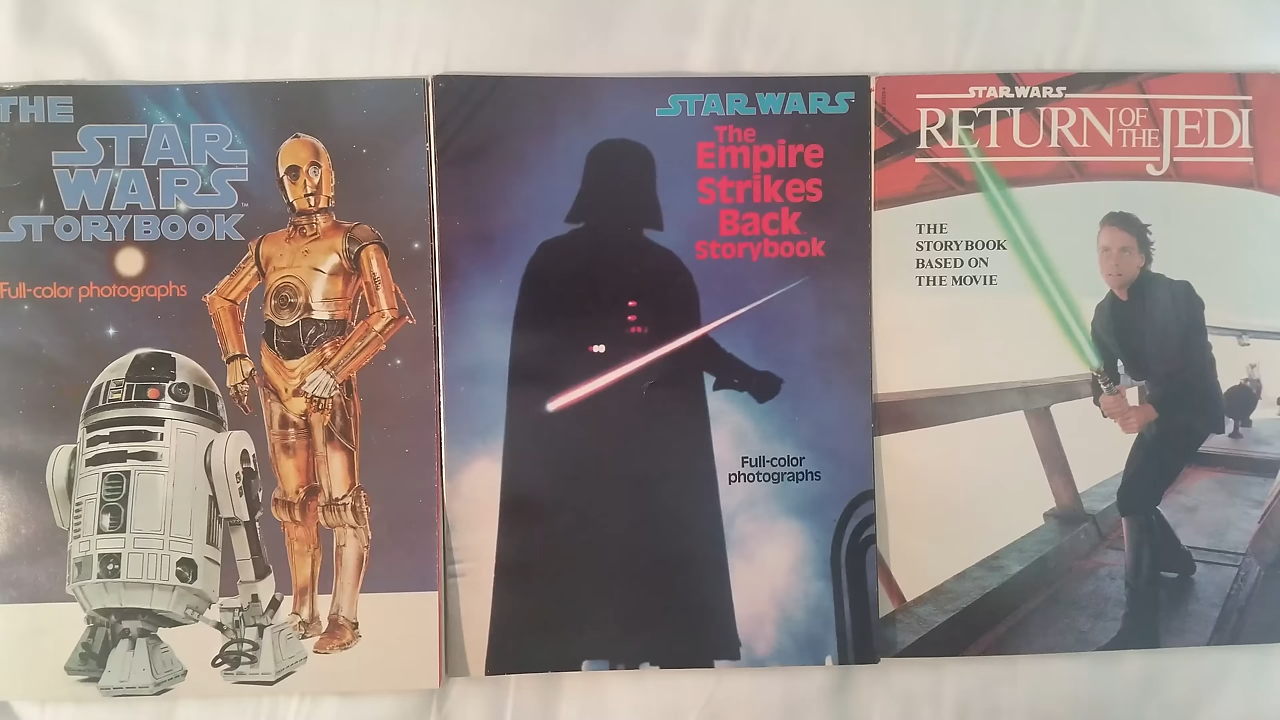 THE
STAR
WARS™
STORYBOOK
Full-color photographs
STAR WARS
The
Empire
Strikes
Back
Storybook
Full-color
photographs
STAR WARS
RETURN OF THE JEDI
THE
STORYBOOK
BASED ON
THE MOVIE